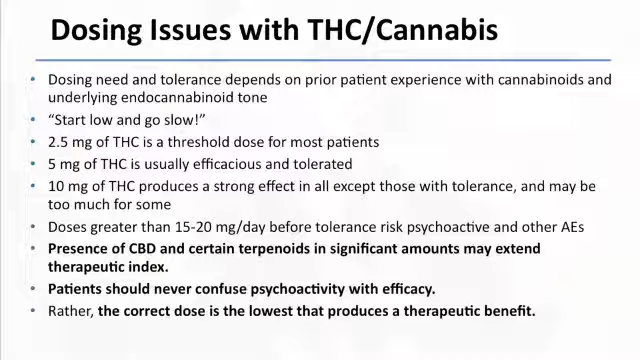 Dosing Issues with THC/Cannabis
• Dosing need and tolerance depends on prior patient experience with cannabinoids and
underlying endocannabinoid tone
• “Start low and go slow!”
• 2.5 mg of THC is a threshold dose for most patients
• 5 mg of THC is usually efficacious and tolerated
• 10 mg of THC produces a strong effect in all except those with tolerance, and may be
too much for some
• Doses greater than 15-20 mg/day before tolerance risk psychoactive and other AEs
• Presence of CBD and certain terpenoids in significant amounts may extend
therapeutic index.
• Patients should never confuse psychoactivity with efficacy.
• Rather, the correct dose is the lowest that produces a therapeutic benefit.